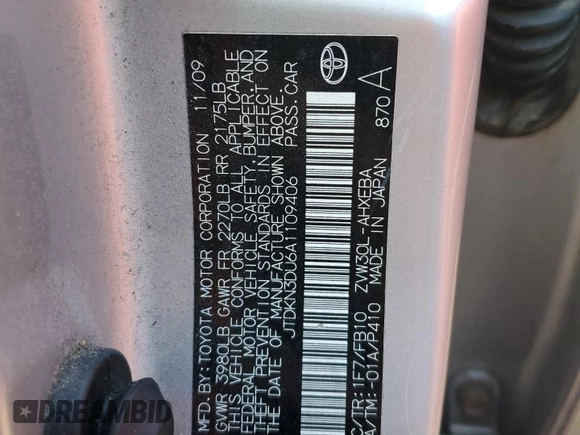 MFD.BY: TOYOTA MOTOR CORPORATION 11/09
GVWR 3980LB GAWR FR 2270LB RR 2175LB
THIS VEHICLE CONFORMS TO ALL APPLICABLE
FEDERAL MOTOR VEHICLE SAFETY, BUMPER, AND
THEFT PREVENTION STANDARDS IN EFFECT ON
THE DATE OF MANUFACTURE SHOWN ABOVE.
JTDKN3DU6A1109406 PASS.CAR
C/TR: 1F7/FB10 ZVW30L-AHXEBA
A/TM: -01A/P410 MADE IN JAPAN 870 A
DREAMBID